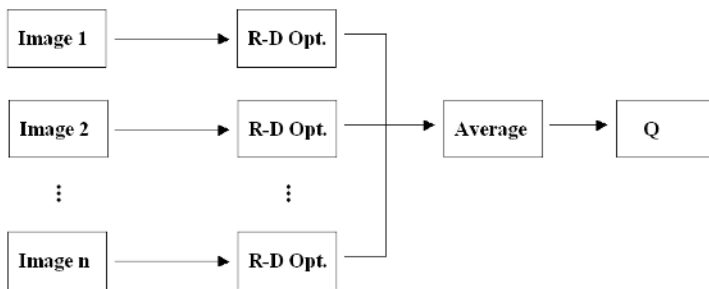 Image 1
R-D Opt.
Image 2
R-D Opt.
Average
Q
Image n
R-D Opt.